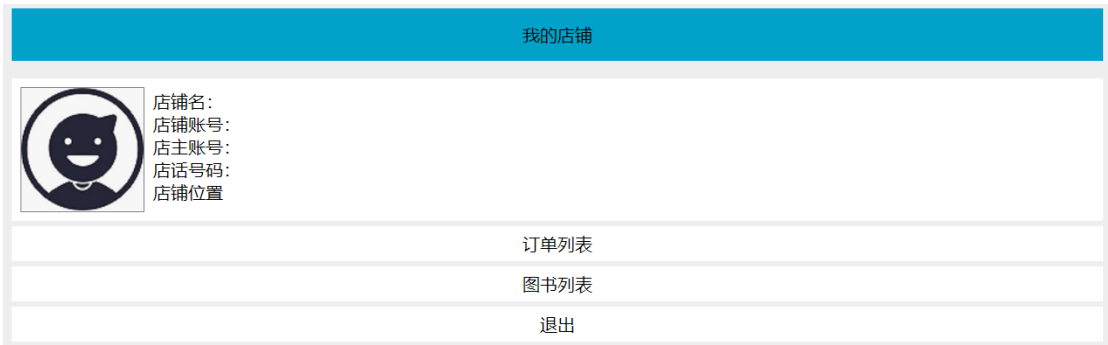 我的店铺
店铺名：
店铺账号：
店主账号：
店话号码：
店铺位置
订单列表
图书列表
退出